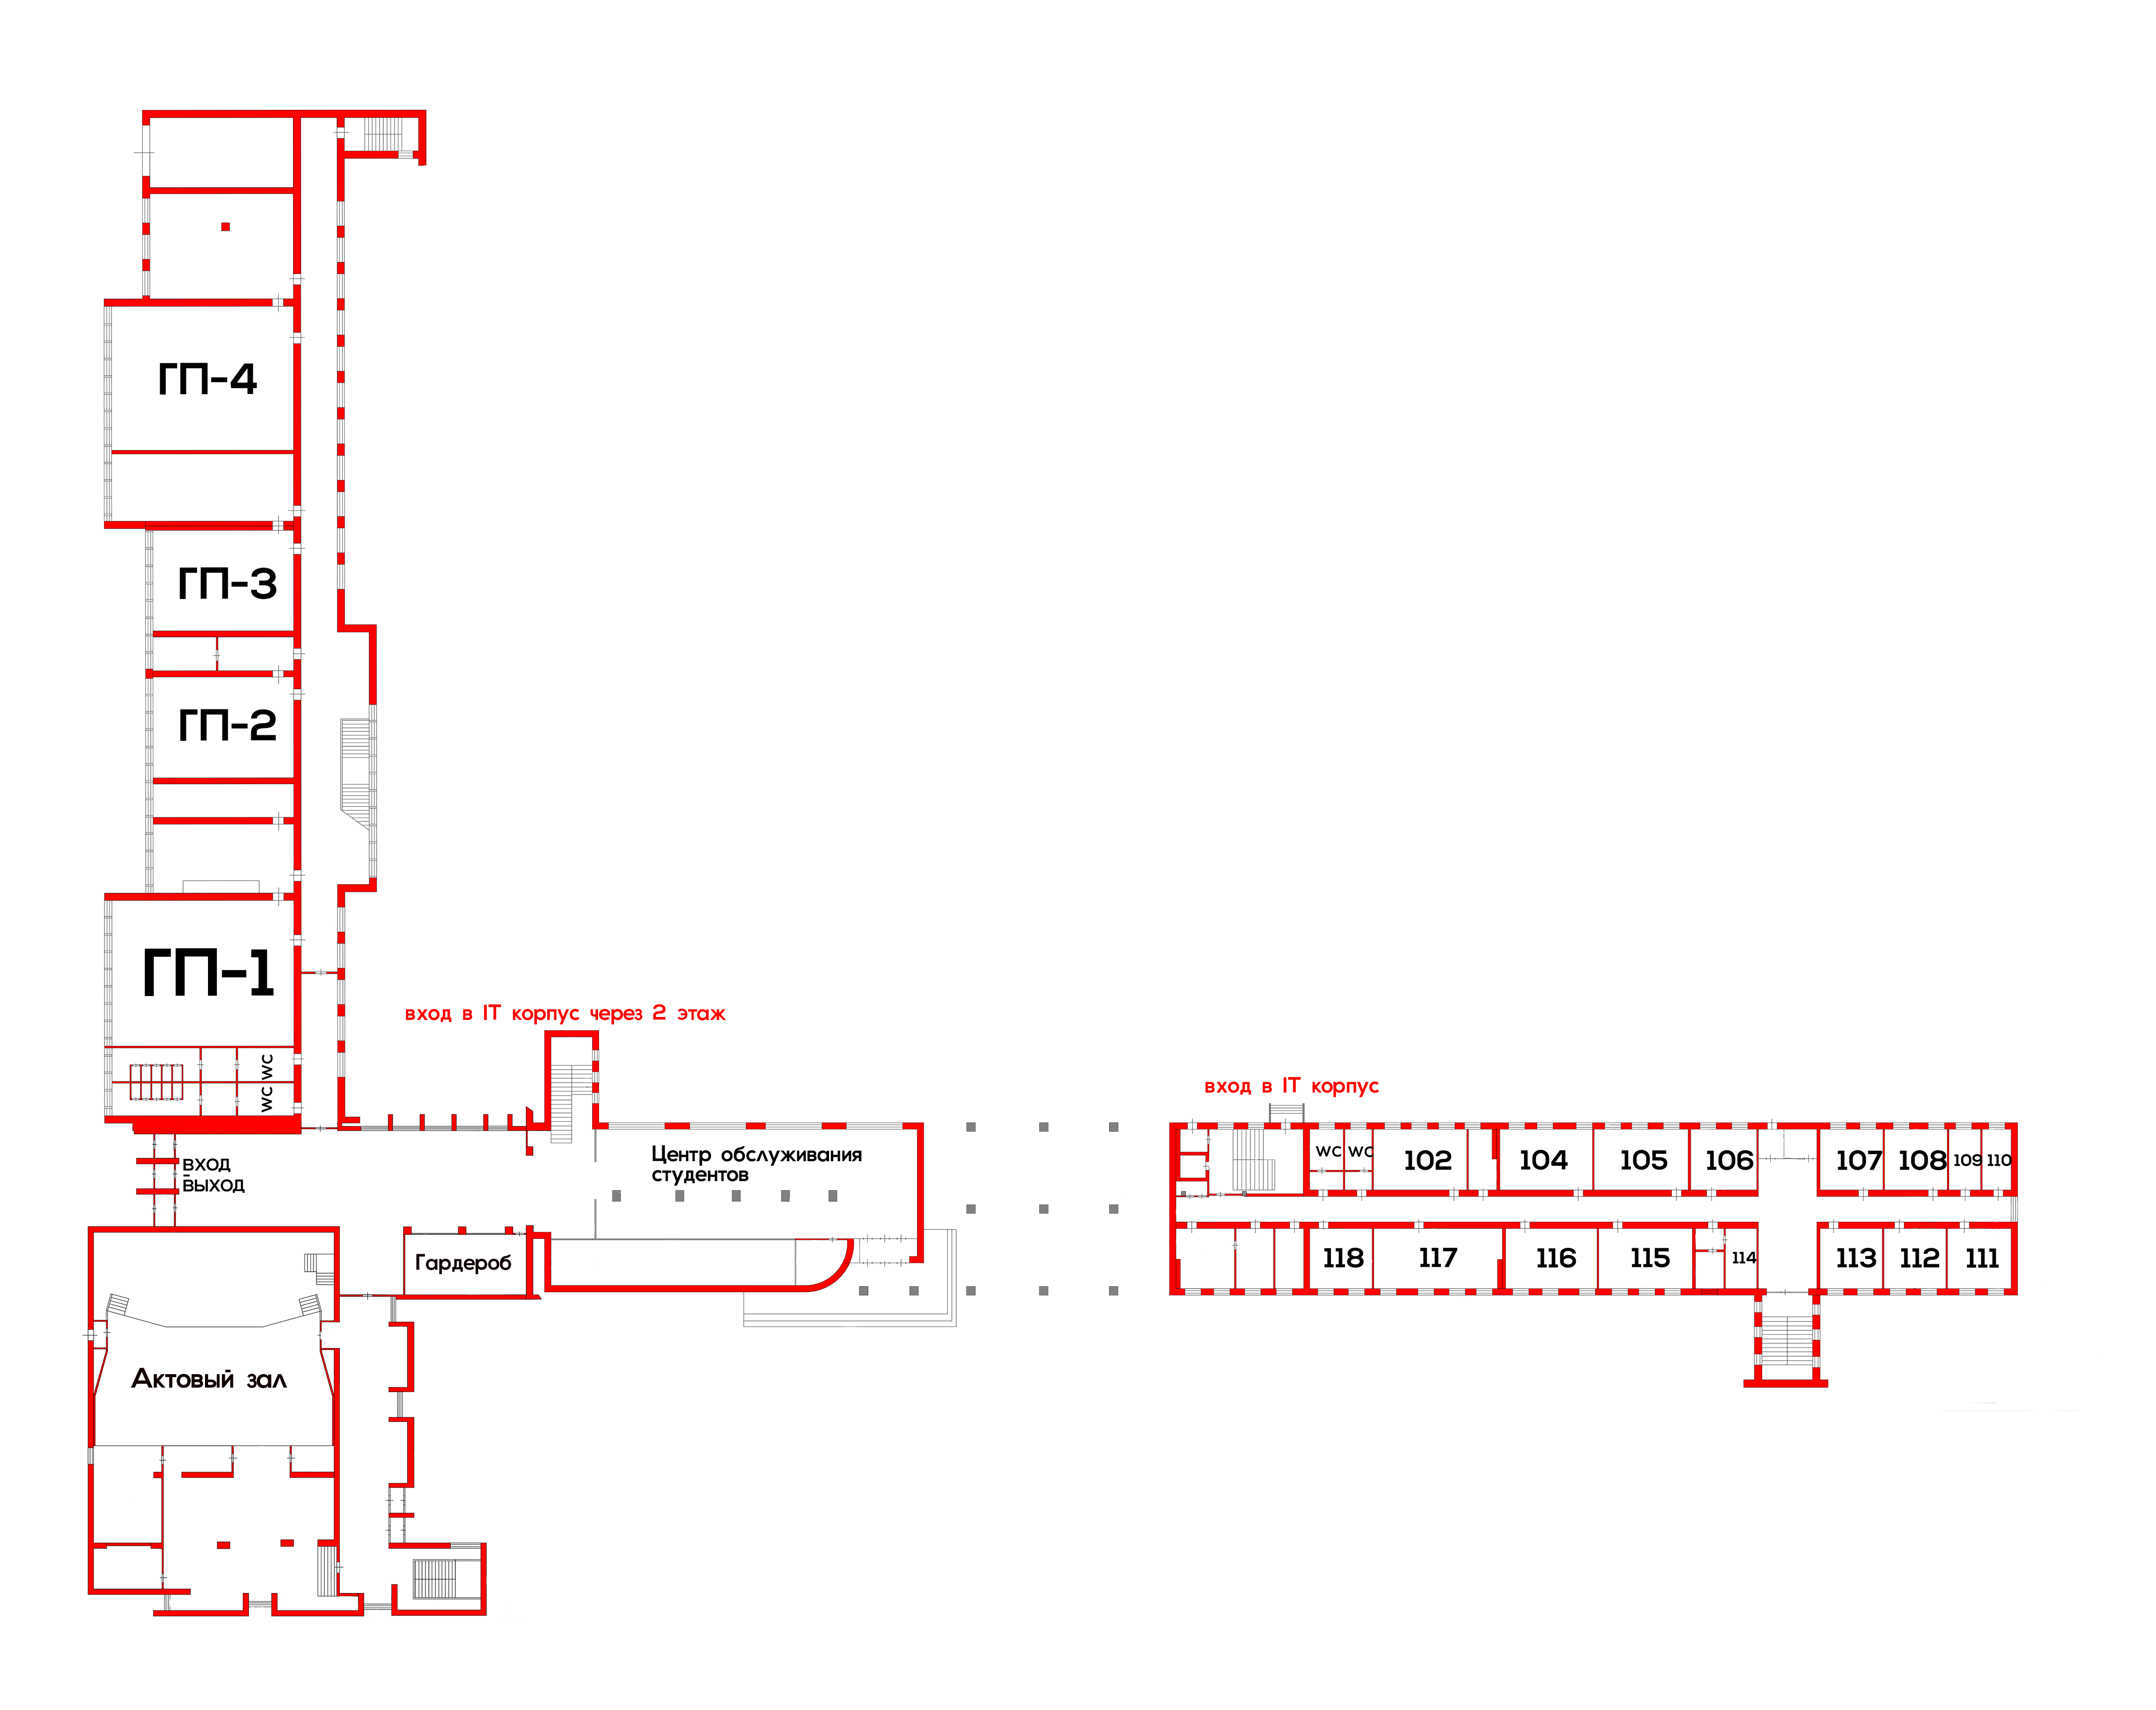 ГП-4
ГП-3
ГП-2
ГП-1
WC
WC
вход в IT корпус через 2 этаж
ВХОД
-
ВЫХОД
Центр обслуживания
студентов
Гардероб
Актовый зал
вход в IT корпус
WC
WC
102
104
105
106
107
108
109
110
118
117
116
115
114
113
112
111